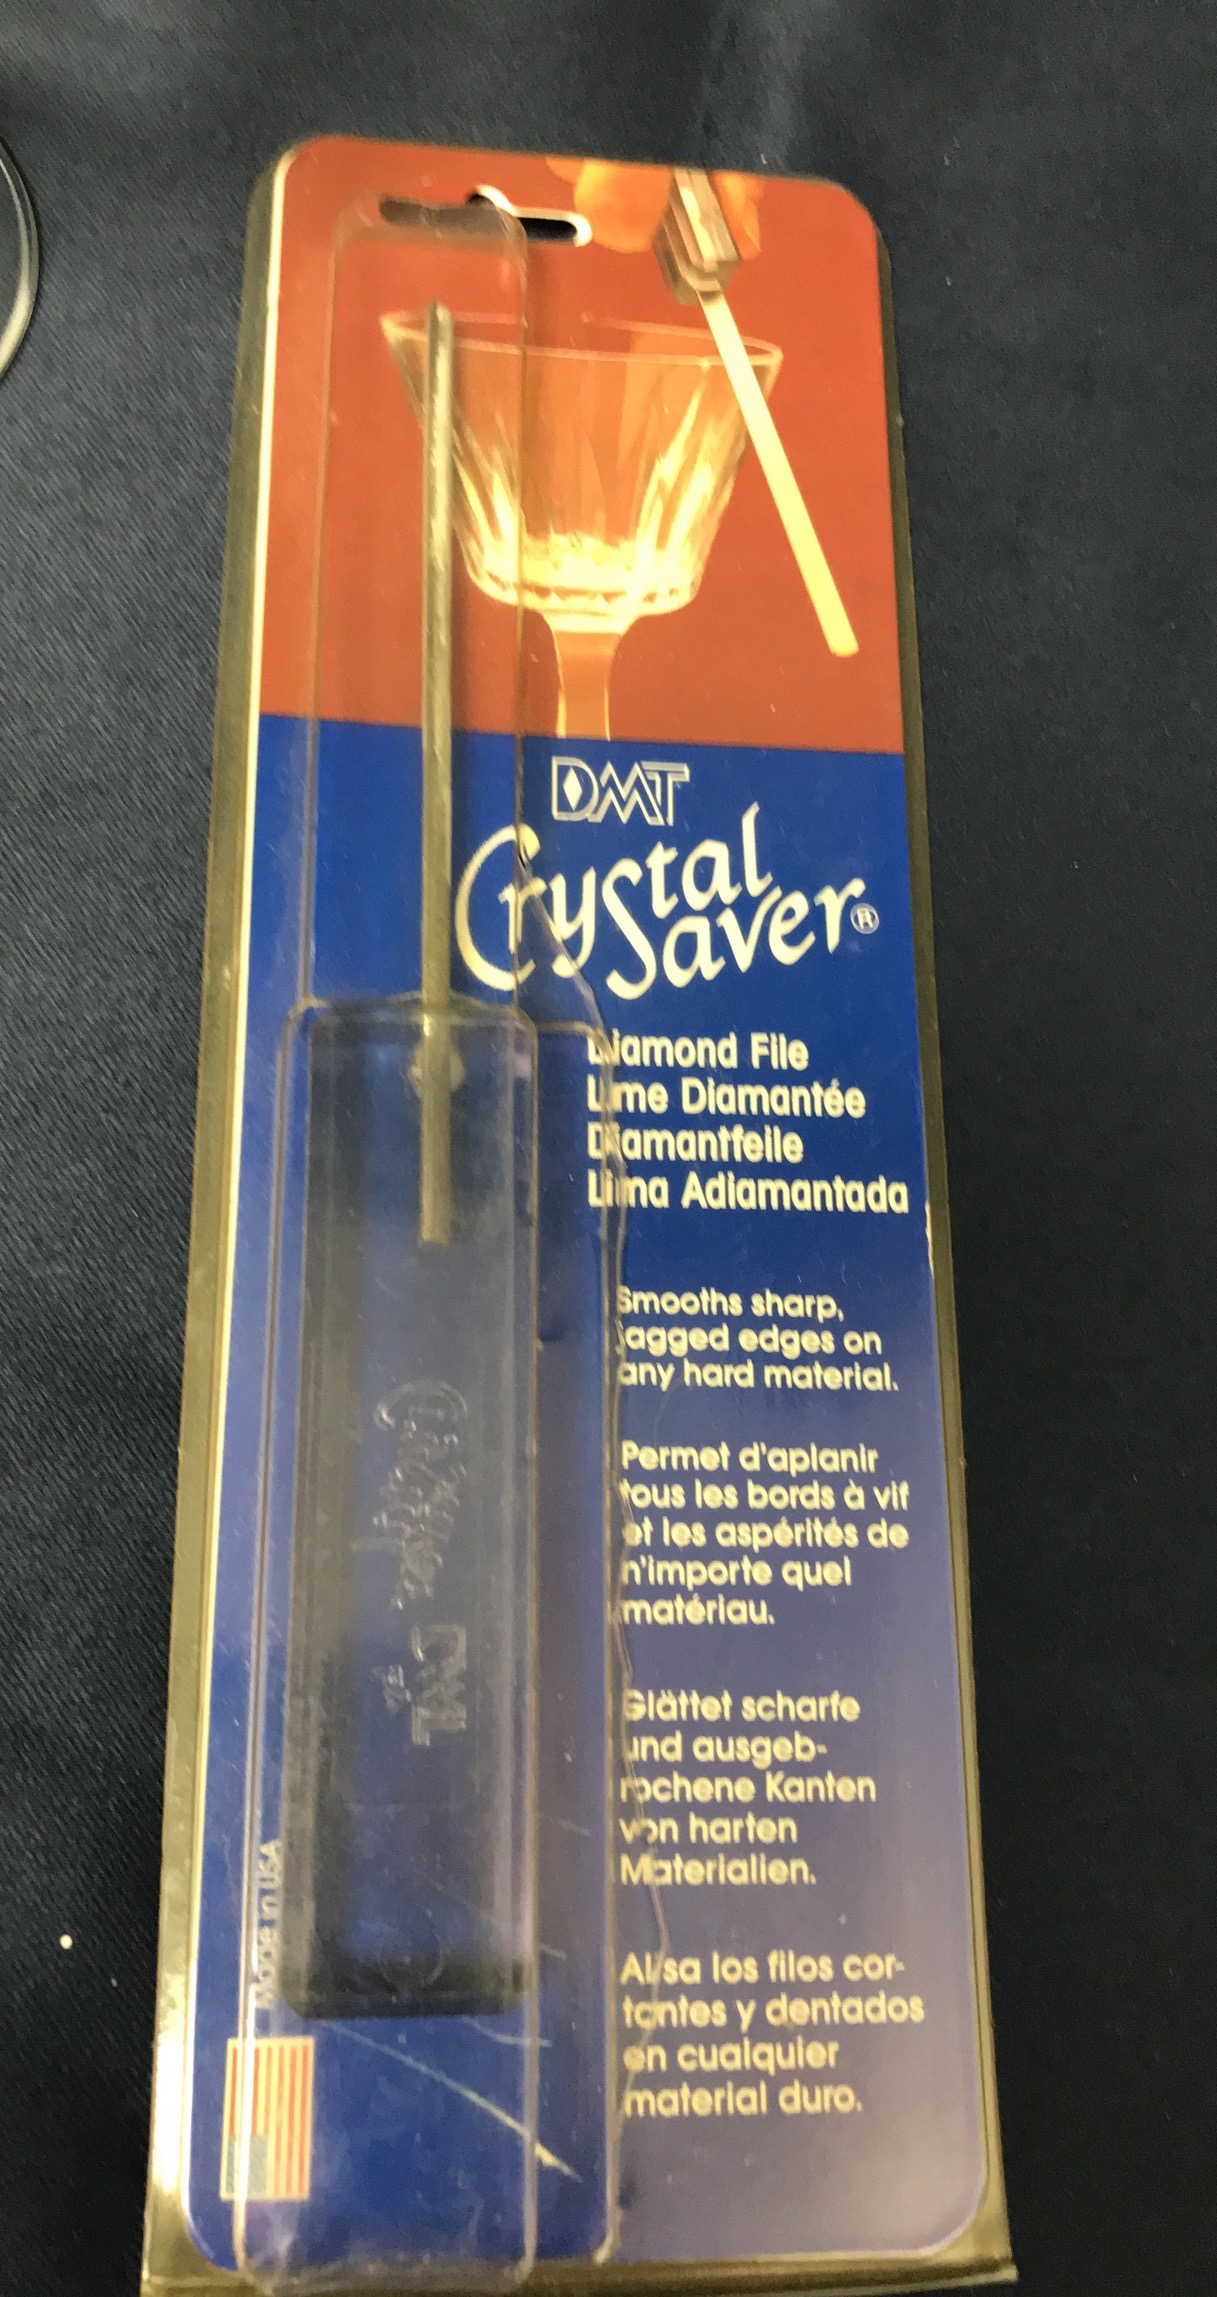 DMT
Crystal
Saver®
Diamond File
Lime Diamantée
Diamantfeile
Lima Adiamantada
Smooths sharp,
jagged edges on
any hard material.
Permet d'aplanir
tous les bords à vif
et les aspérités de
n'importe quel
matériau.
Glättet scharfe
und ausgeb-
rochene Kanten
von harten
Materialien.
Alisa los filos cor-
tantes y dentados
en cualquier
material duro.
Made in USA
DMT